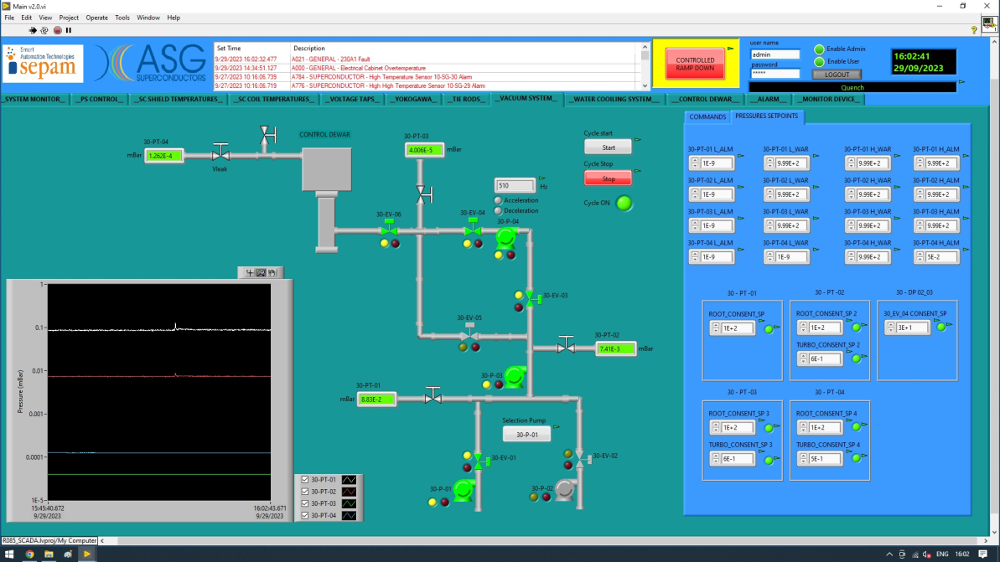 Main v2.0.vi
File Edit View Project Operate Tools Window Help
Smart
Automation Technologies
sepam
ASG
SUPERCONDUCTORS
Set Time Description
9/29/2023 16:02:32.477 A021 - GENERAL - 230A1 Fault
9/29/2023 14:34:51.127 A000 - GENERAL - Electrical Cabinet Overtemperature
9/27/2023 10:16:06.739 A784 - SUPERCONDUCTOR - High Temperature Sensor 10-SG-30 Alarm
9/27/2023 10:16:06.719 A776 - SUPERCONDUCTOR - High High Temperature Sensor 10-SG-29 Alarm
CONTROLLED
RAMP DOWN
user name
admin
password
*****
Enable Admin
Enable User
LOGOUT
16:02:41
29/09/2023
Quench
_SYSTEM MONITOR_ _PS CONTROL_ _SC SHIELD TEMPERATURES_ _SC COIL TEMPERATURES_ _VOLTAGE TAPS_ _YOKOGAWA_ _TIE RODS_ _VACUUM SYSTEM_ _WATER COOILING SYSTEM_ _CONTROL DEWAR_ _ALARM_ _MONITOR DEVICE_
COMMANDS PRESSURES SETPOINTS
30-PT-04
mBar 1.262E-4
Vleak
CONTROL DEWAR
30-PT-03
4.006E-5 mBar
Cycle start
Start
Cycle Stop
Stop
Cycle ON
510 Hz
Acceleration
Deceleration
30-EV-06
30-EV-04
30-P-04
30-EV-03
30-EV-05
30-PT-02
7.41E-3 mBar
30-P-03
30-PT-01
mBar 8.83E-2
Selection Pump
30-P-01
30-EV-01
30-EV-02
30-P-01
30-P-02
30-PT-01 L_ALM 30-PT-01 L_WAR 30-PT-01 H_WAR 30-PT-01 H_ALM
1E-9 9.99E+2 9.99E+2 9.99E+2
30-PT-02 L_ALM 30-PT-02 L_WAR 30-PT-02 H_WAR 30-PT-02 H_ALM
1E-9 9.99E+2 9.99E+2 9.99E+2
30-PT-03 L_ALM 30-PT-03 L_WAR 30-PT-03 H_WAR 30-PT-03 H_ALM
1E-9 9.99E+2 9.99E+2 9.99E+2
30-PT-04 L_ALM 30-PT-04 L_WAR 30-PT-04 H_WAR 30-PT-04 H_ALM
1E-9 1E-9 9.99E+2 5E-2
30 - PT -01 30 - PT -02 30 - DP 02_03
ROOT_CONSENT_SP ROOT_CONSENT_SP 2 30_EV_04 CONSENT_SP
1E+2 1E+2 3E+1
TURBO_CONSENT_SP 2
6E-1
30 - PT -03 30 - PT -04
ROOT_CONSENT_SP 3 ROOT_CONSENT_SP 4
1E+2 1E+2
TURBO_CONSENT_SP 3 TURBO_CONSENT_SP 4
6E-1 5E-1
Pressure (mBar)
1
0.1
0.01
0.001
0.0001
1E-5
15:45:40.672 16:02:43.671
9/29/2023 9/29/2023
30-PT-01
30-PT-02
30-PT-03
30-PT-04
R085_SCADA.lvproj/My Computer
ENG 16:02